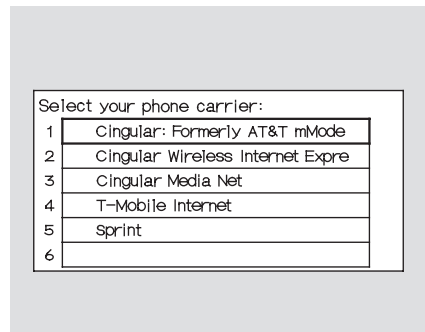 Select your phone carrier:
1 Cingular: Formerly AT&T mMode
2 Cingular Wireless Internet Expre
3 Cingular Media Net
4 T-Mobile Internet
5 Sprint
6